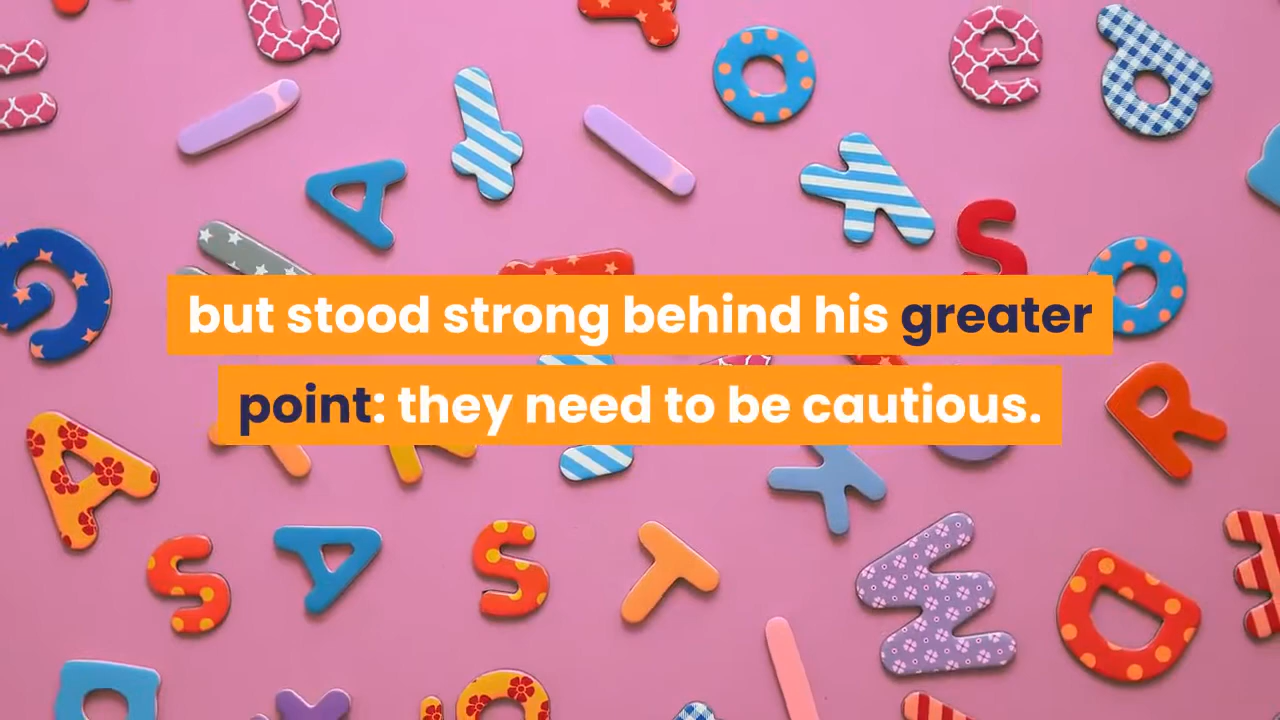 but stood strong behind his greater
point: they need to be cautious.